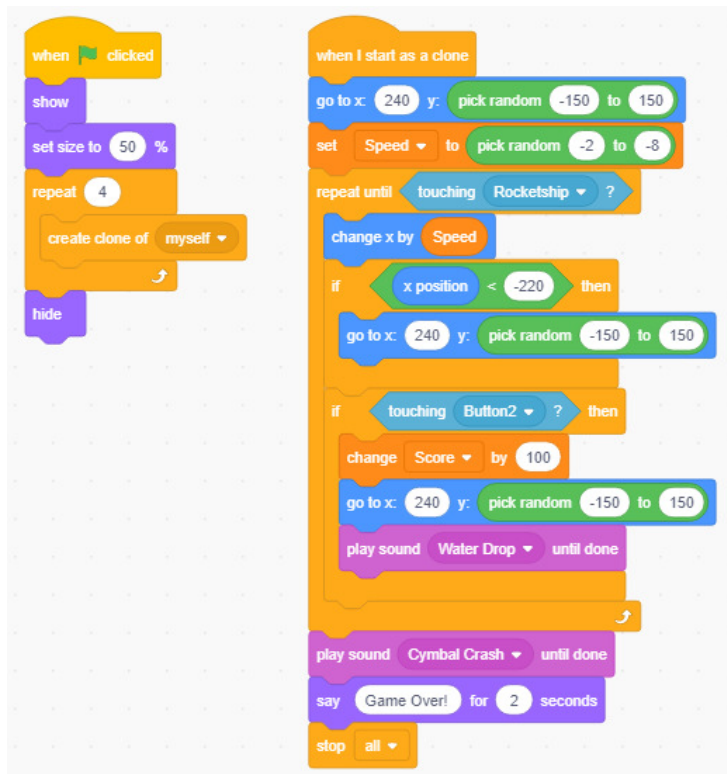 when clicked
show
set size to 50 %
repeat 4
create clone of myself
hide
when I start as a clone
go to x: 240 y: pick random -150 to 150
set Speed to pick random -2 to -8
repeat until touching Rocketship ?
change x by Speed
if x position < -220 then
go to x: 240 y: pick random -150 to 150
if touching Button2 ? then
change Score by 100
go to x: 240 y: pick random -150 to 150
play sound Water Drop until done
play sound Cymbal Crash until done
say Game Over! for 2 seconds
stop all